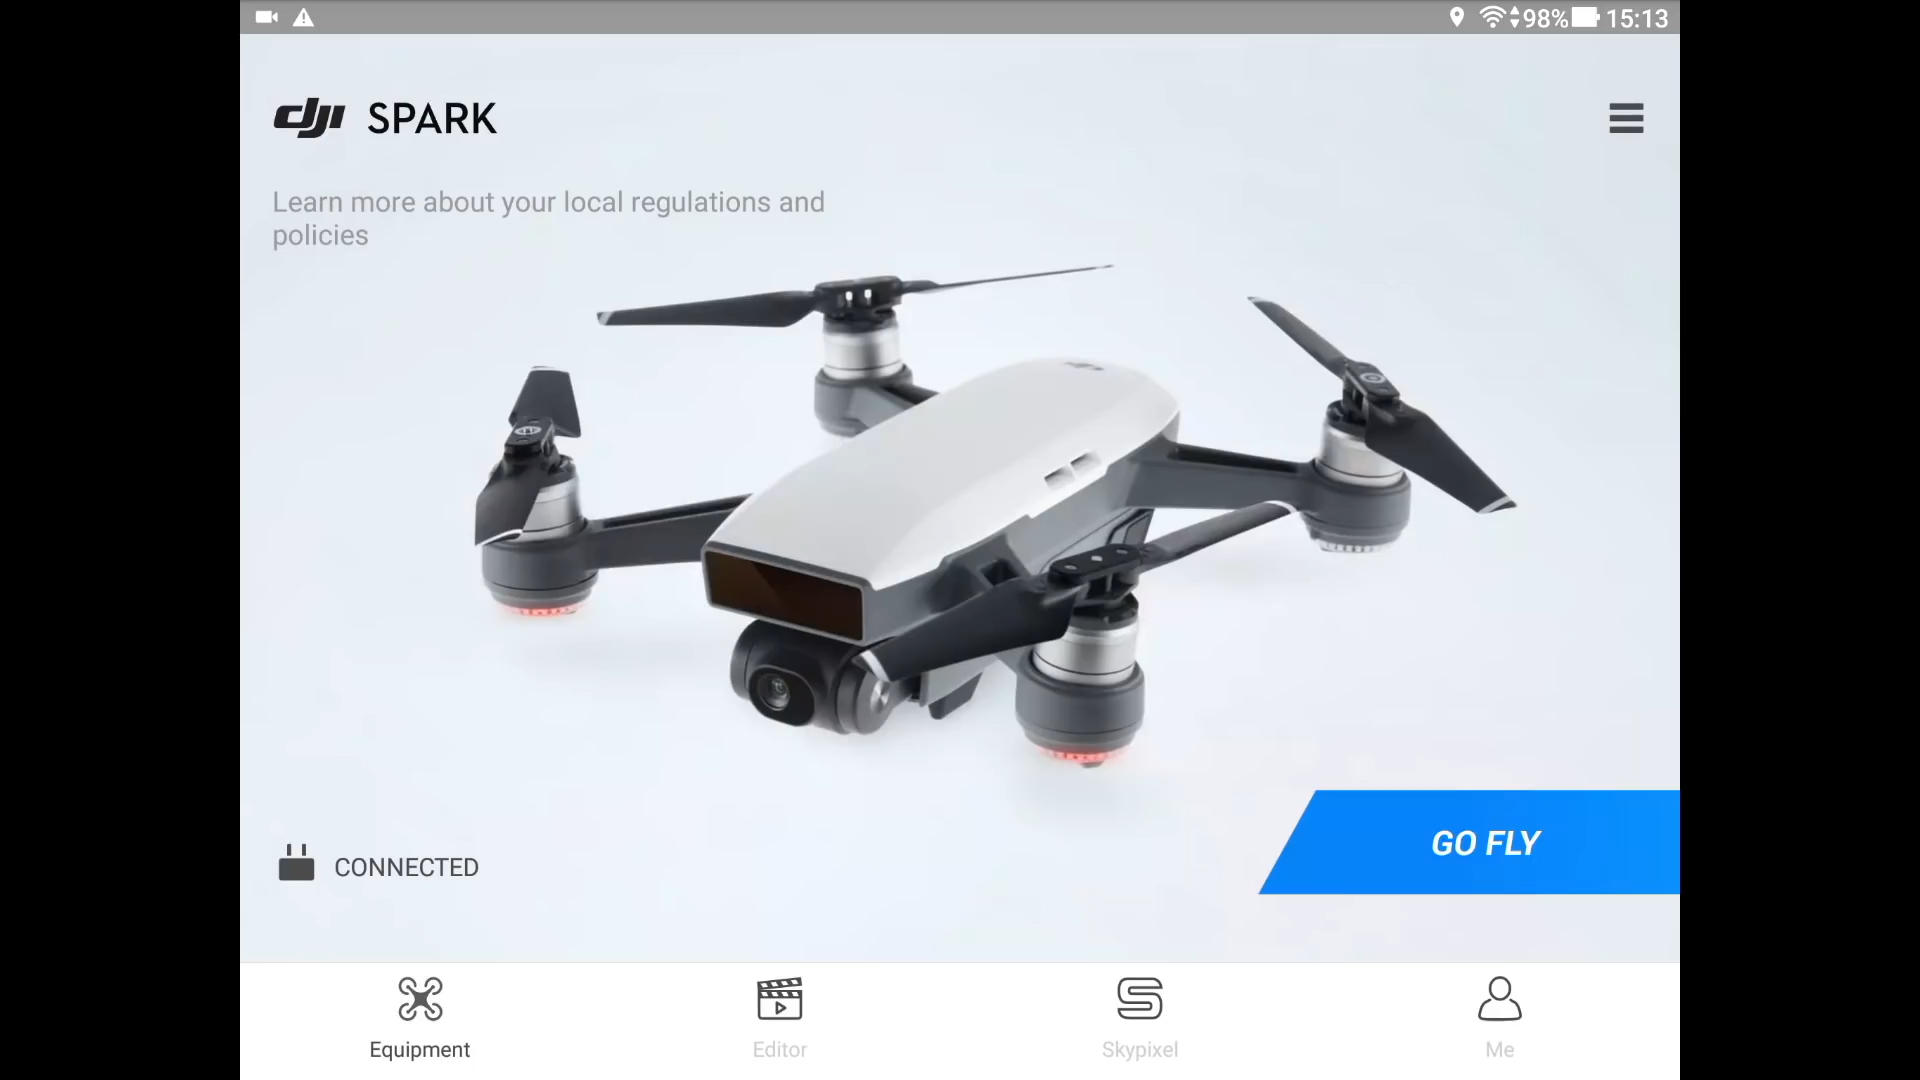 98% 15:13
dji SPARK
Learn more about your local regulations and
policies
CONNECTED
GO FLY
Equipment
Editor
Skypixel
Me